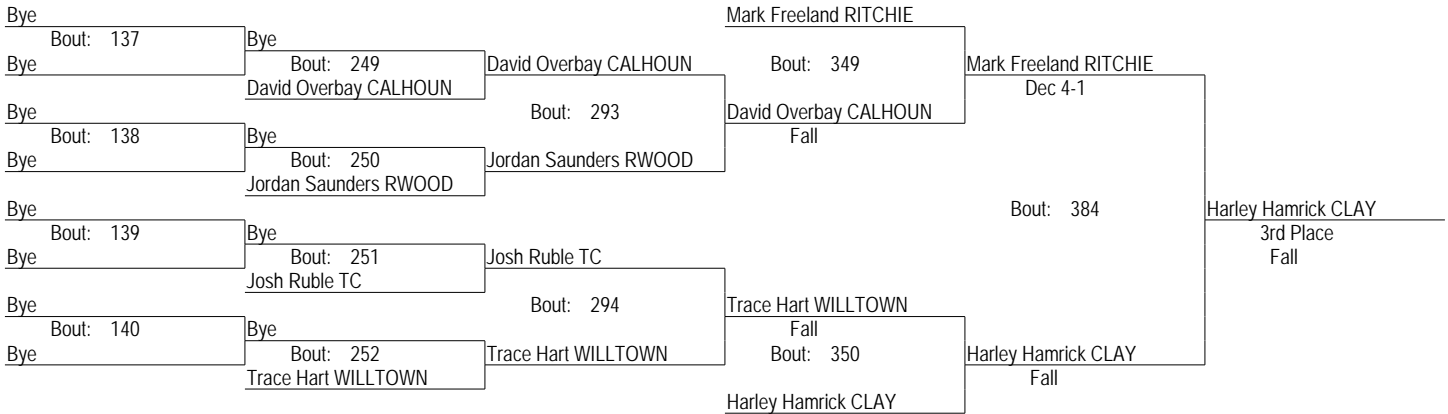 Bye
Mark Freeland RITCHIE
Bout: 137
Bye
Bye
Bout: 249
David Overbay CALHOUN
Bout: 349
Mark Freeland RITCHIE
David Overbay CALHOUN
Dec 4-1
Bye
Bout: 293
David Overbay CALHOUN
Bout: 138
Bye
Fall
Bye
Bout: 250
Jordan Saunders RWOOD
Jordan Saunders RWOOD
Bye
Bout: 384
Harley Hamrick CLAY
Bout: 139
Bye
3rd Place
Bye
Bout: 251
Josh Ruble TC
Fall
Josh Ruble TC
Bye
Bout: 294
Trace Hart WILLTOWN
Bout: 140
Bye
Fall
Bye
Bout: 252
Trace Hart WILLTOWN
Bout: 350
Harley Hamrick CLAY
Trace Hart WILLTOWN
Fall
Harley Hamrick CLAY